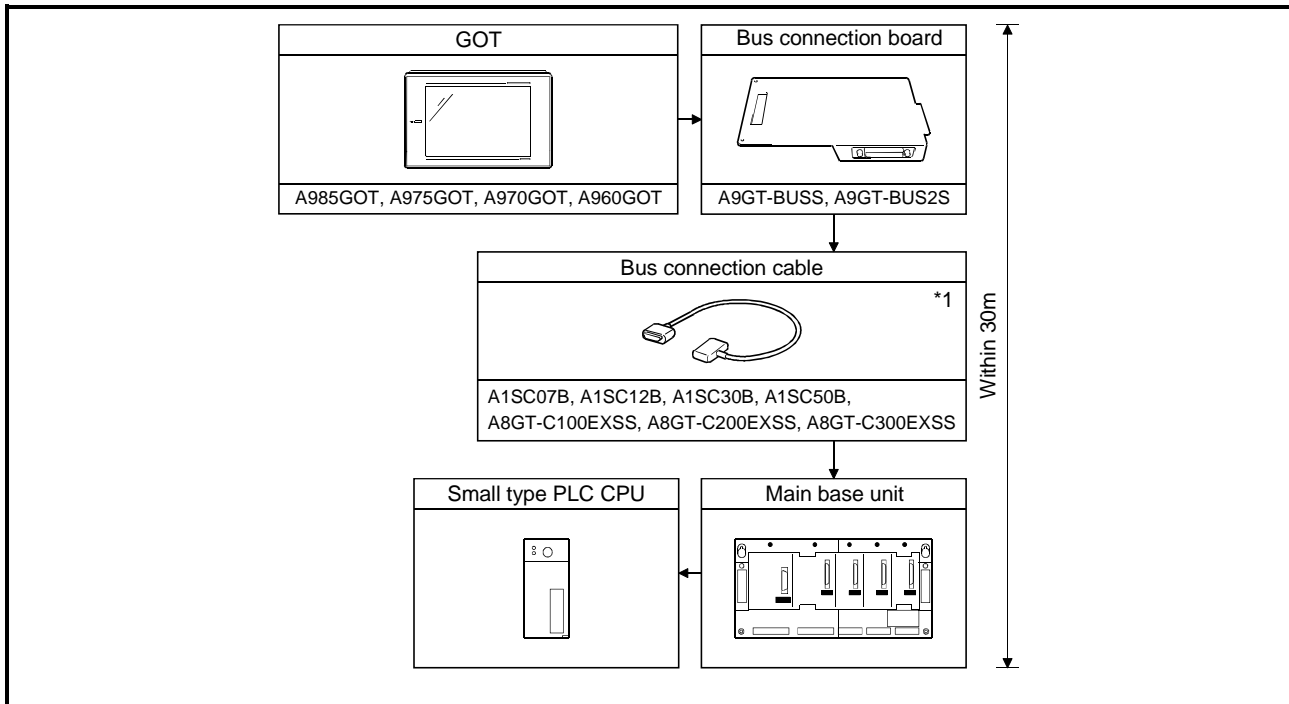 GOT
Bus connection board
A985GOT, A975GOT, A970GOT, A960GOT
A9GT-BUSS, A9GT-BUS2S
Bus connection cable
*1
A1SC07B, A1SC12B, A1SC30B, A1SC50B,
A8GT-C100EXSS, A8GT-C200EXSS, A8GT-C300EXSS
Within 30m
Small type PLC CPU
Main base unit